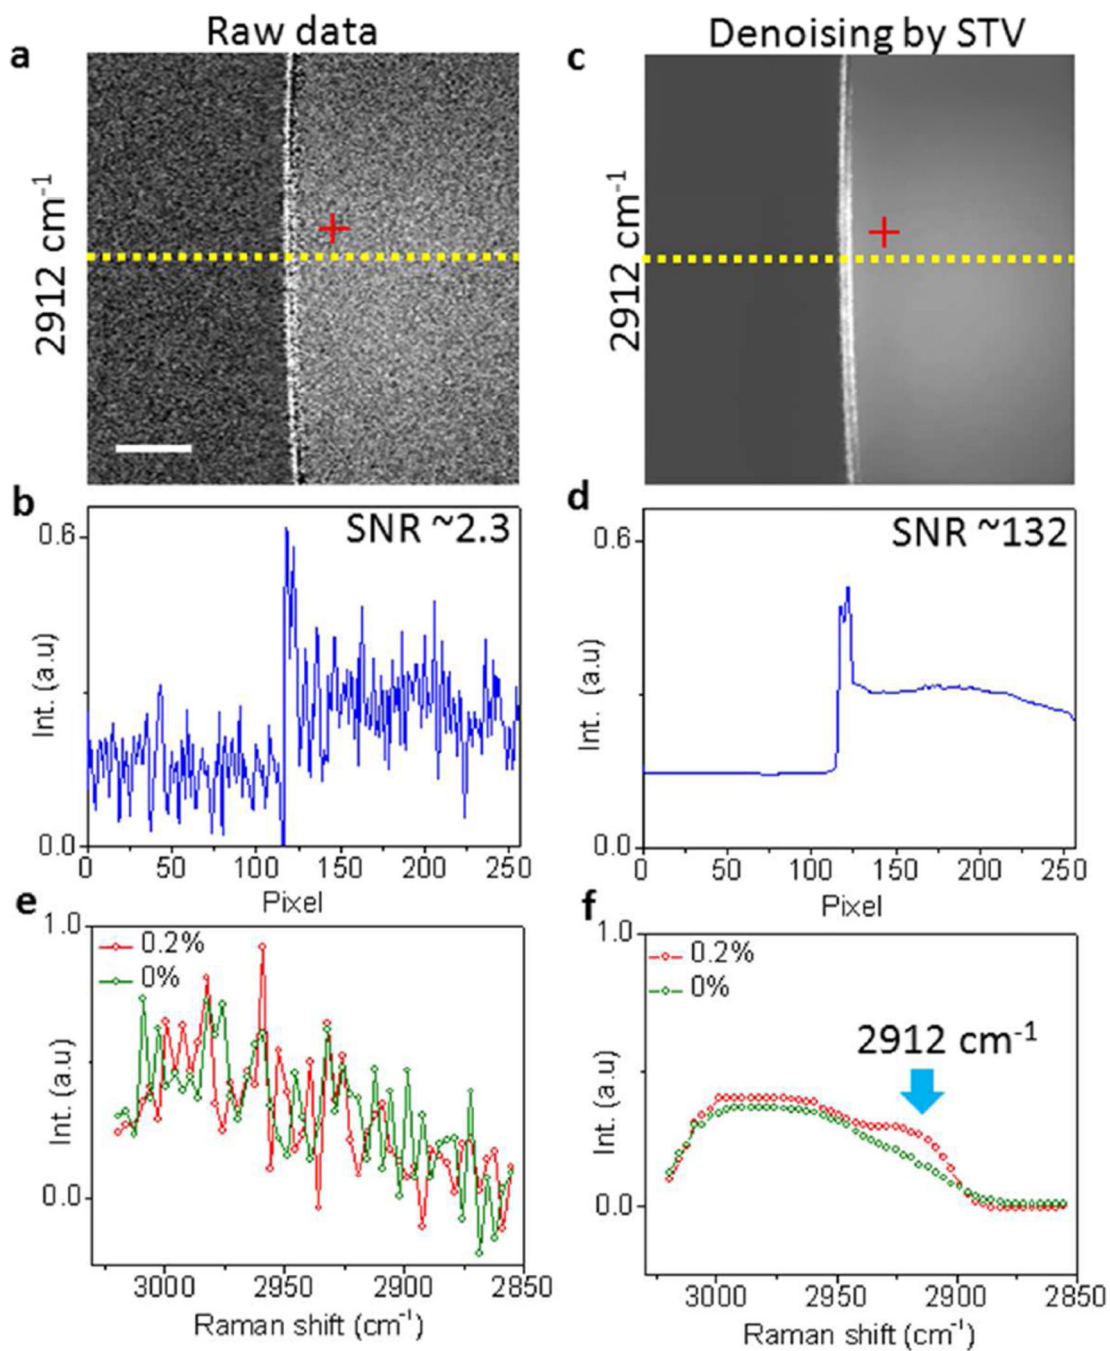 Raw data
Denoising by STV
a
c
2912 cm⁻¹
2912 cm⁻¹
b
d
SNR ~2.3
SNR ~132
0.6
0.0
Int. (a.u)
0 50 100 150 200 250
Pixel
0.6
0.0
Int. (a.u)
0 50 100 150 200 250
Pixel
e
f
1.0
0.0
Int. (a.u)
0.2%
0%
3000 2950 2900 2850
Raman shift (cm⁻¹)
1.0
0.0
Int. (a.u)
0.2%
0%
2912 cm⁻¹
3000 2950 2900 2850
Raman shift (cm⁻¹)